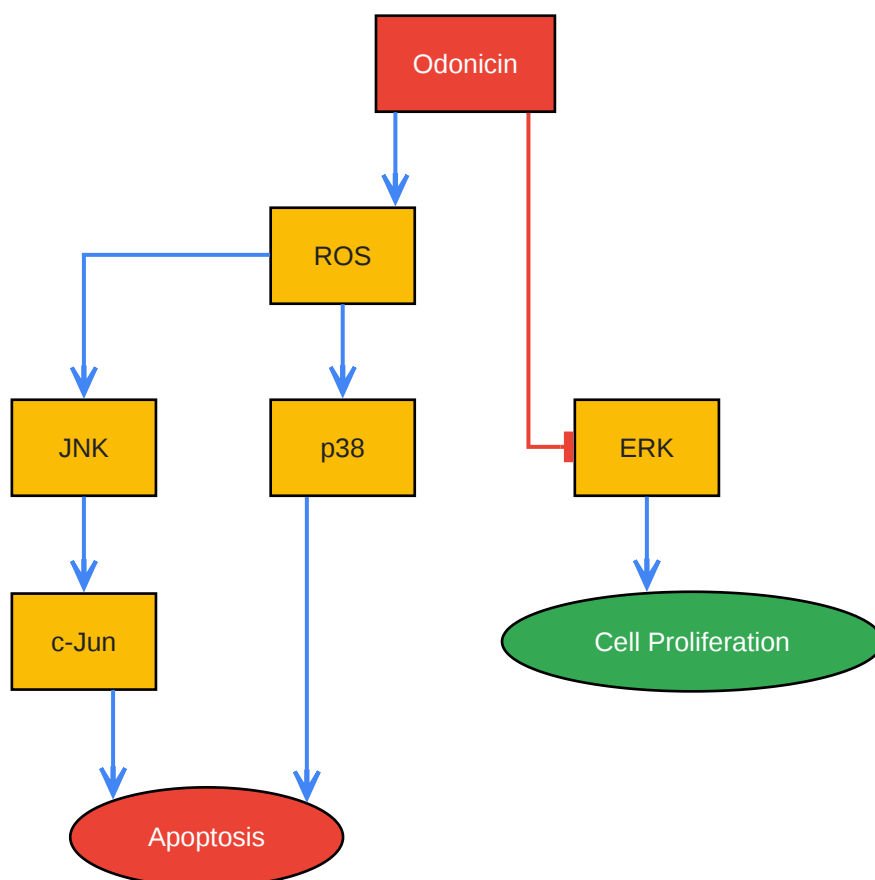 Odonicin
ROS
JNK
p38
ERK
c-Jun
Cell Proliferation
Apoptosis